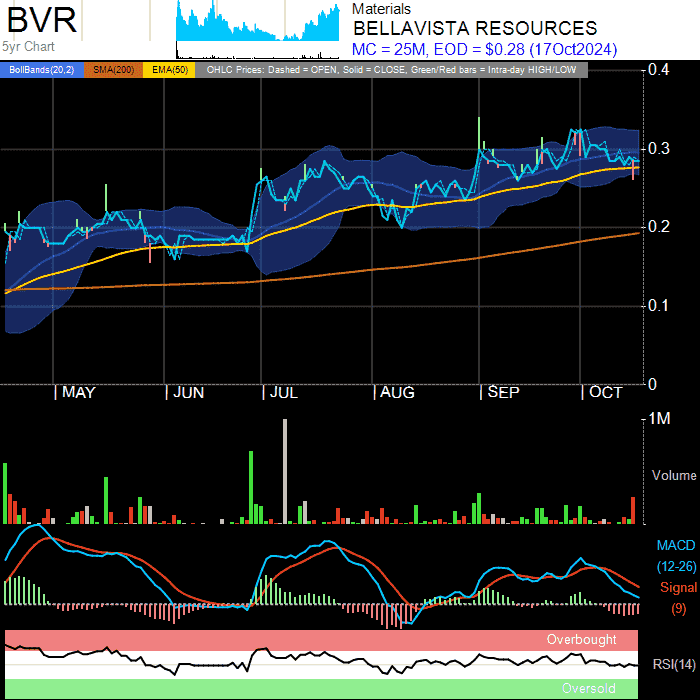 BVR
5yr Chart
Materials
BELLAVISTA RESOURCES
MC = 25M, EOD = $0.28 (17Oct2024)
BollBands(20,2) SMA(200) EMA(50) OHLC Prices: Dashed = OPEN, Solid = CLOSE, Green/Red bars = Intra-day HIGH/LOW
0.4
0.3
0.2
0.1
0
MAY JUN JUL AUG SEP OCT
1M
Volume
MACD
(12-26)
Signal
(9)
Overbought
RSI(14)
Oversold